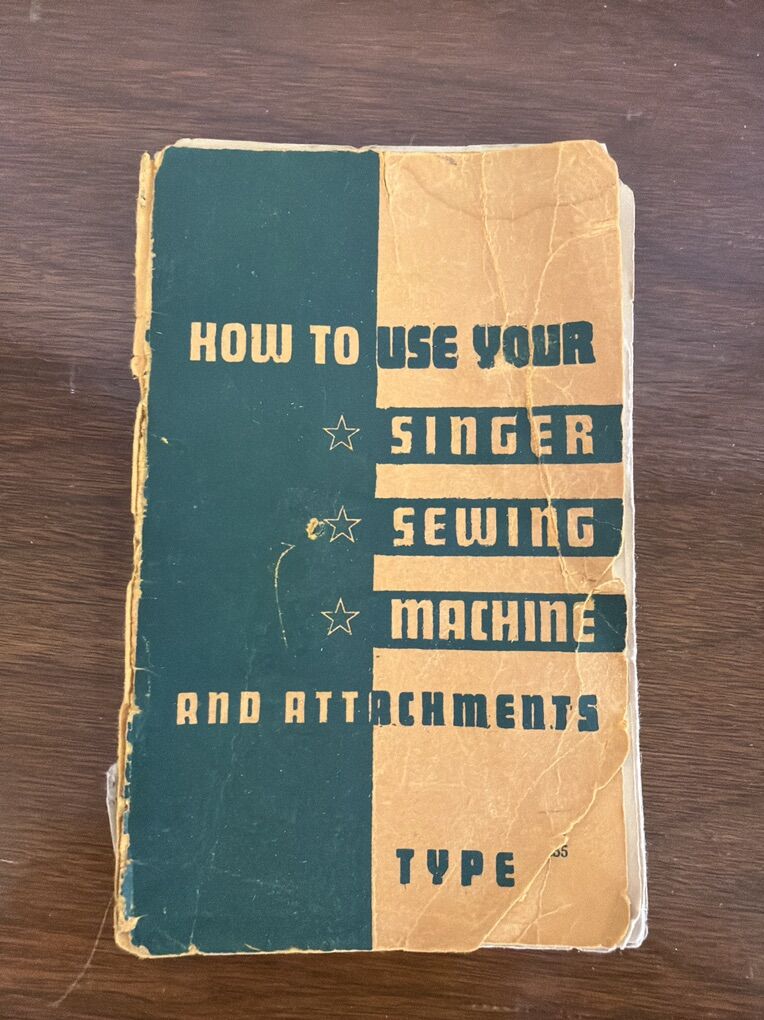 HOW TO USE YOUR
☆ SINGER
☆ SEWING
☆ MACHINE
AND ATTACHMENTS
TYPE